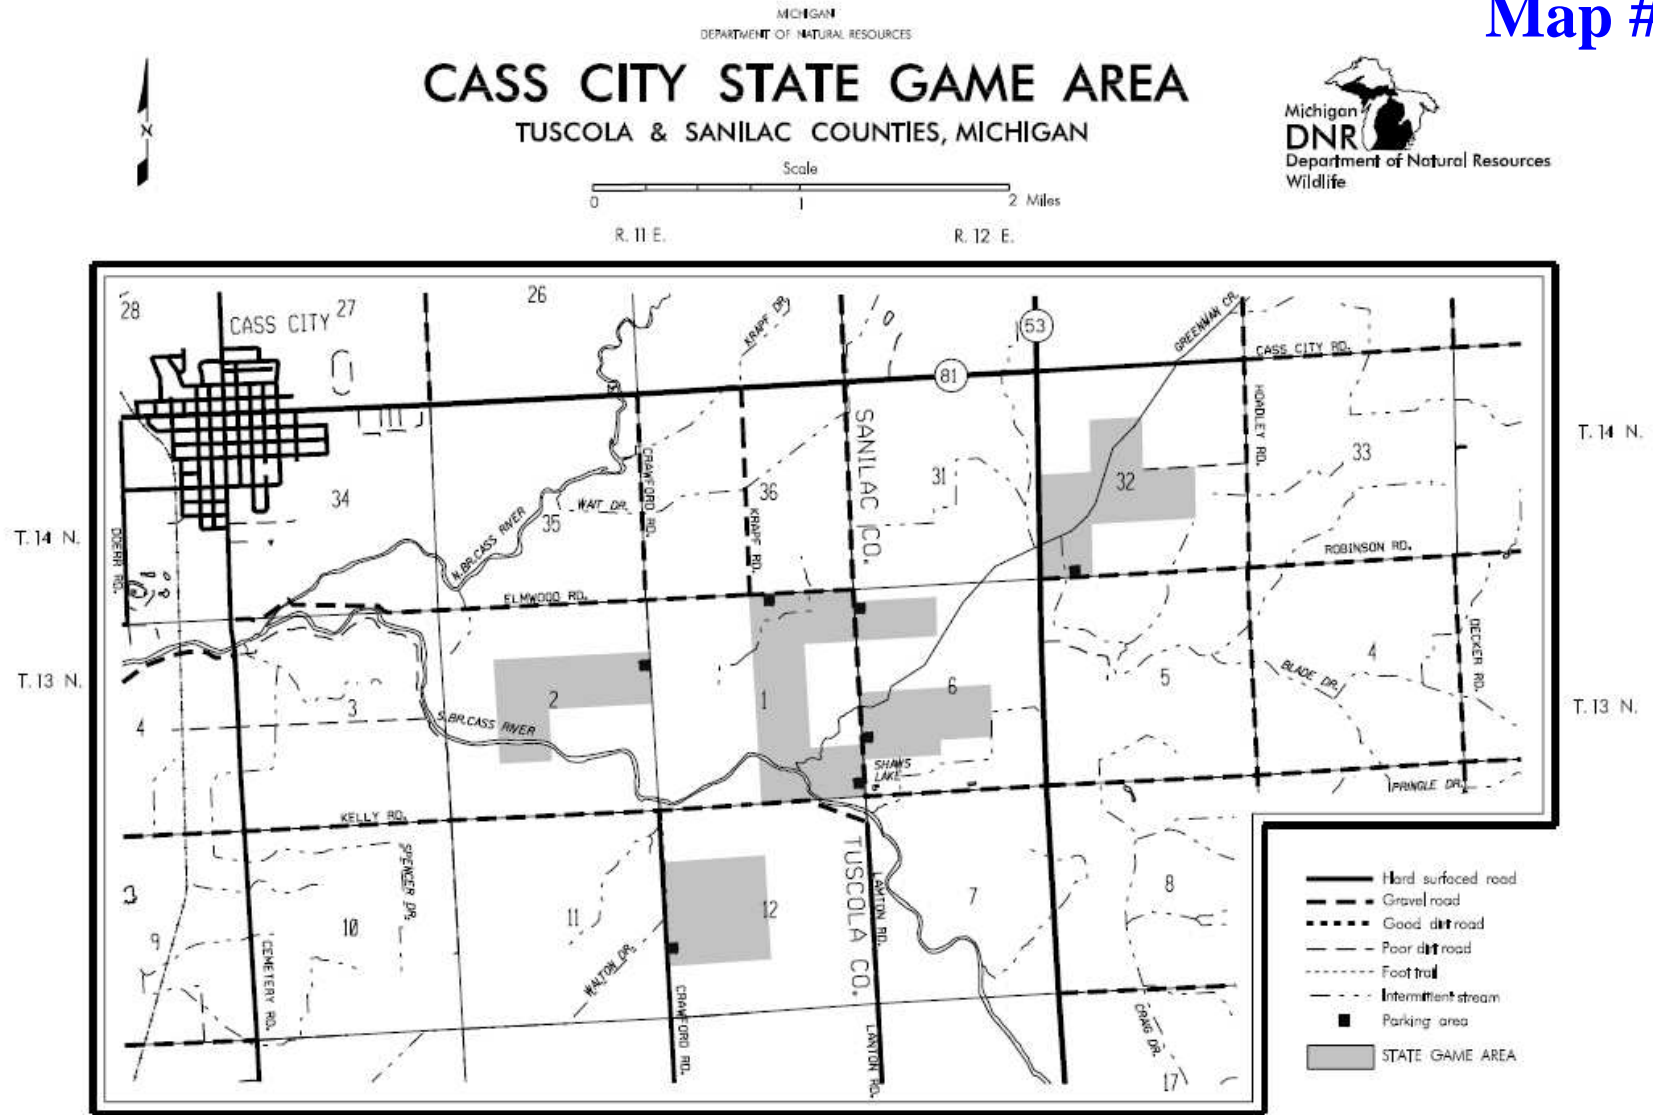 Map #
MICHIGAN
DEPARTMENT OF NATURAL RESOURCES
CASS CITY STATE GAME AREA
TUSCOLA & SANILAC COUNTIES, MICHIGAN
N
Michigan
DNR
Department of Natural Resources
Wildlife
Scale
0 1 2 Miles
R. 11 E. R. 12 E.
28 27 26
CASS CITY
KRAPF DR.
53
GREENMAN CR.
CASS CITY RD.
81
HOADLEY RD.
SANILAC CO.
T. 14 N.
33
34
35
WAIT DR.
CRAWFORD RD.
36
31
32
T. 14 N.
DOERR RD.
N.BR.CASS RIVER
KRAPF RD.
ROBINSON RD.
ELMWOOD RD.
DECKER RD.
T. 13 N.
4
3
2
1
6
5
BLADE DR.
4
T. 13 N.
S.BR.CASS RIVER
SHAWS
LAKE
PRINGLE DR.
KELLY RD.
SPENCER DR.
TUSCOLA CO.
LAMTON RD.
9
10
11
12
7
8
CEMETERY RD.
WALTON DR.
CRAWFORD RD.
LANTON RD.
CRAIG DR.
17
Hard surfaced road
Gravel road
Good dirt road
Poor dirt road
Foot trail
Intermittent stream
Parking area
STATE GAME AREA